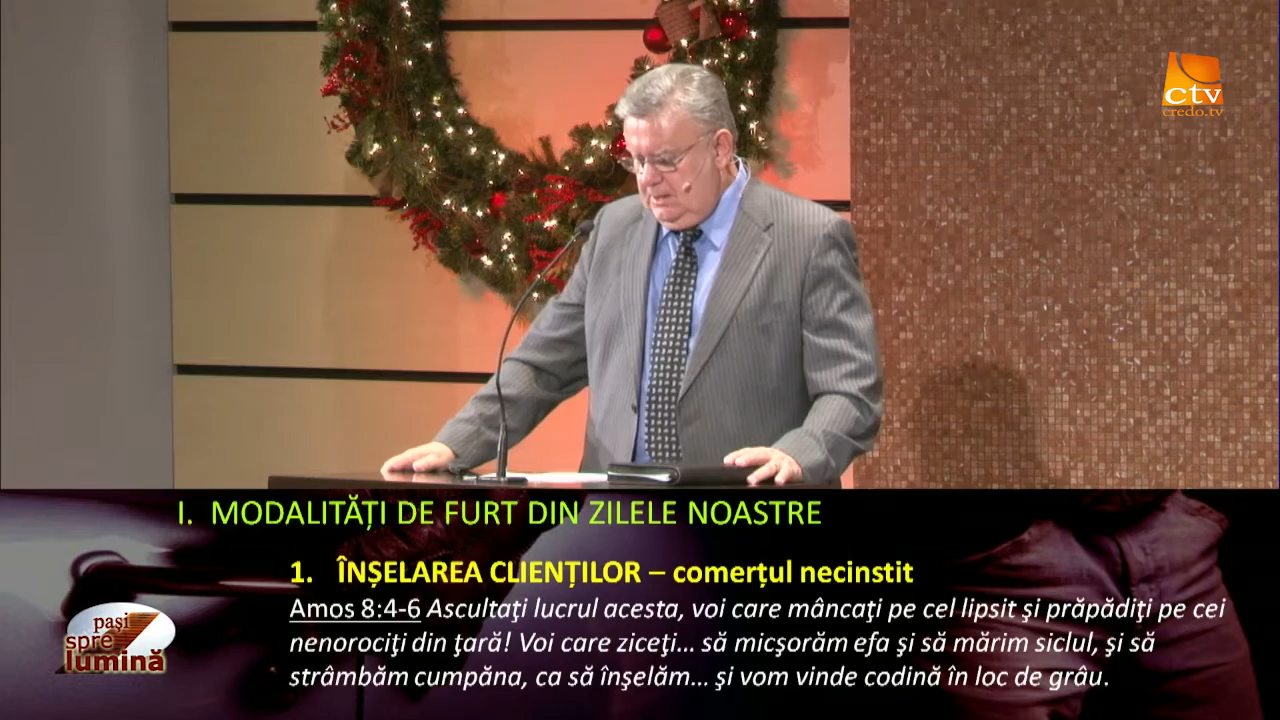 ctv
credo.tv
I. MODALITĂȚI DE FURT DIN ZILELE NOASTRE
1. ÎNȘELAREA CLIENȚILOR – comerțul necinstit
Amos 8:4-6 Ascultaţi lucrul acesta, voi care mâncaţi pe cel lipsit şi prăpădiţi pe cei
nenorociţi din ţară! Voi care ziceţi... să micşorăm efa şi să mărim siclul, şi să
strâmbăm cumpăna, ca să înşelăm... şi vom vinde codină în loc de grâu.
paşi
spre
lumină